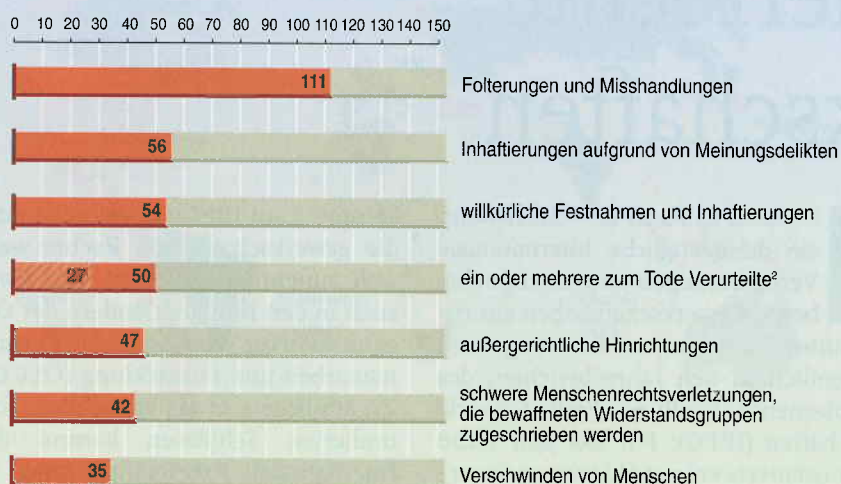 0 10 20 30 40 50 60 70 80 90 100 110 120 130 140 150
111 Folterungen und Misshandlungen
56 Inhaftierungen aufgrund von Meinungsdelikten
54 willkürliche Festnahmen und Inhaftierungen
27 50 ein oder mehrere zum Tode Verurteilte²
47 außergerichtliche Hinrichtungen
42 schwere Menschenrechtsverletzungen,
die bewaffneten Widerstandsgruppen
zugeschrieben werden
35 Verschwinden von Menschen